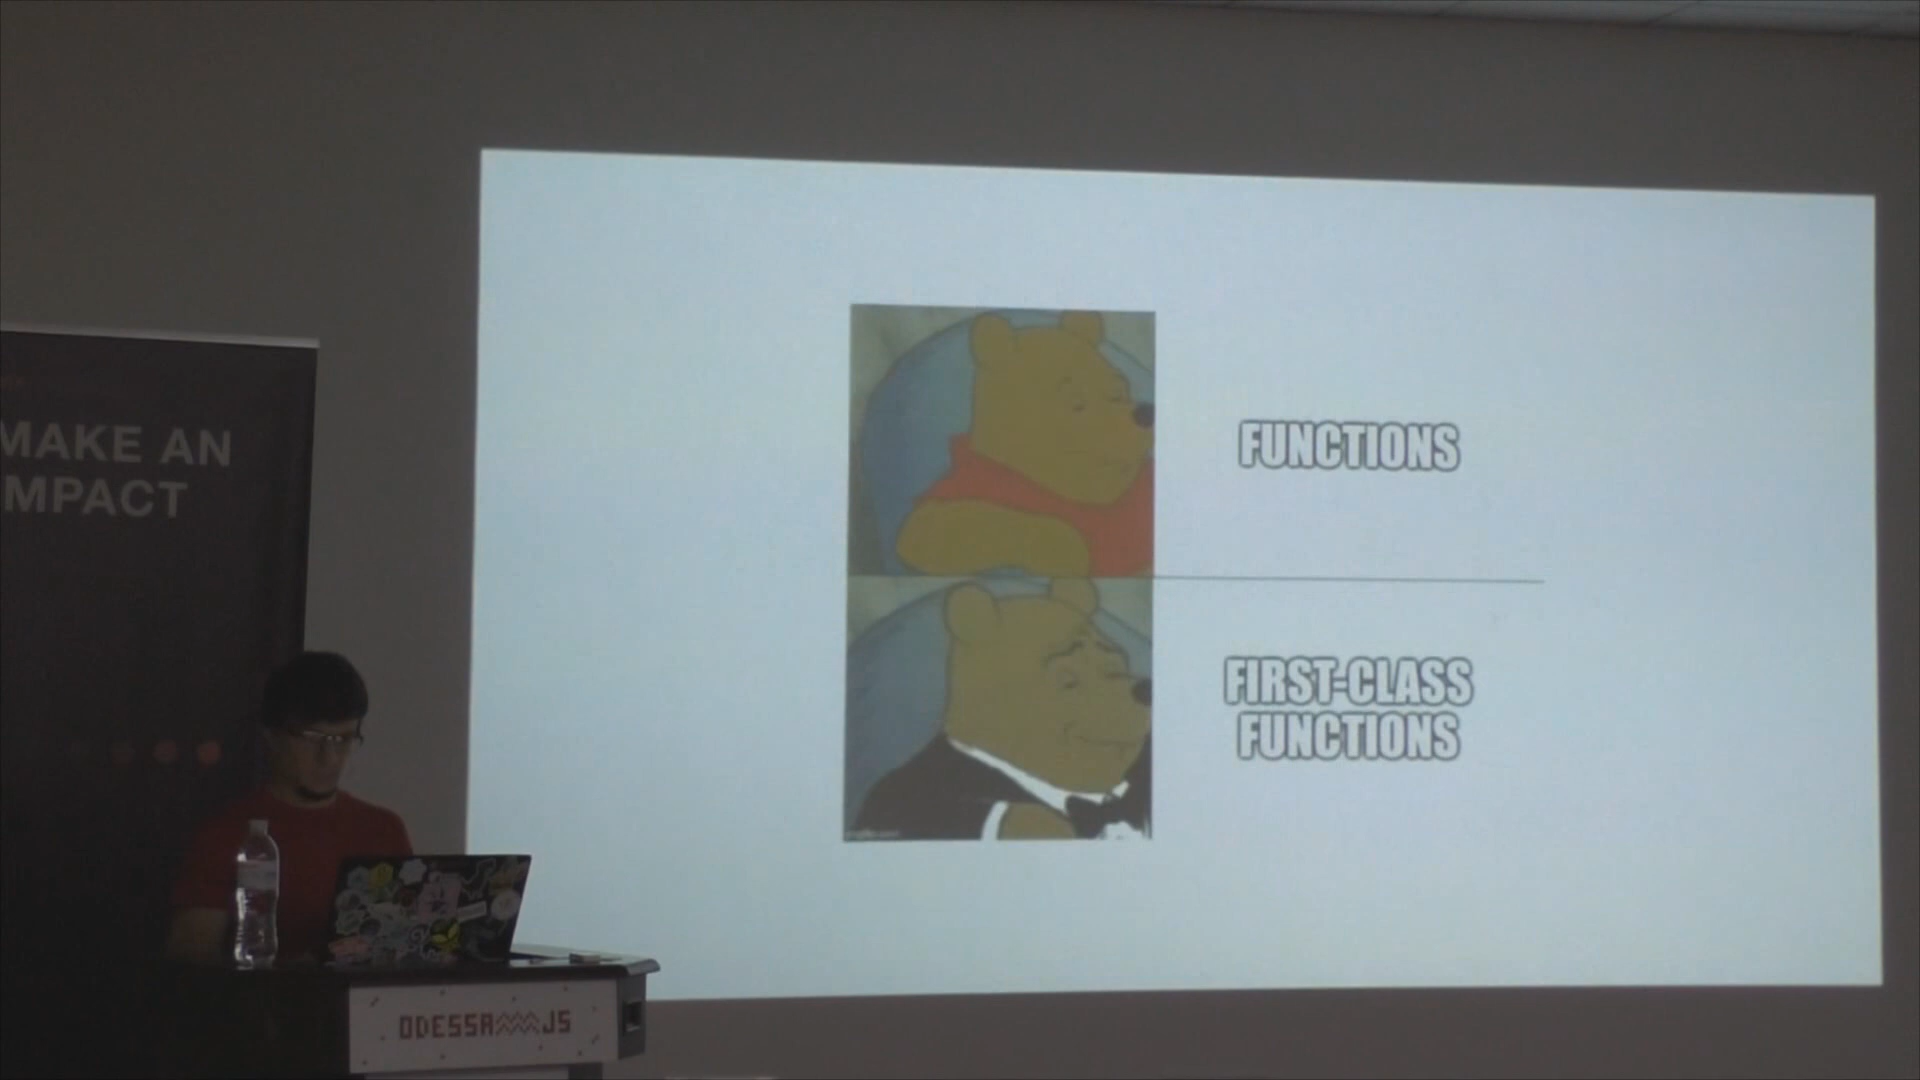 MAKE AN
MPACT
FUNCTIONS
FIRST-CLASS
FUNCTIONS
ODESSA JS